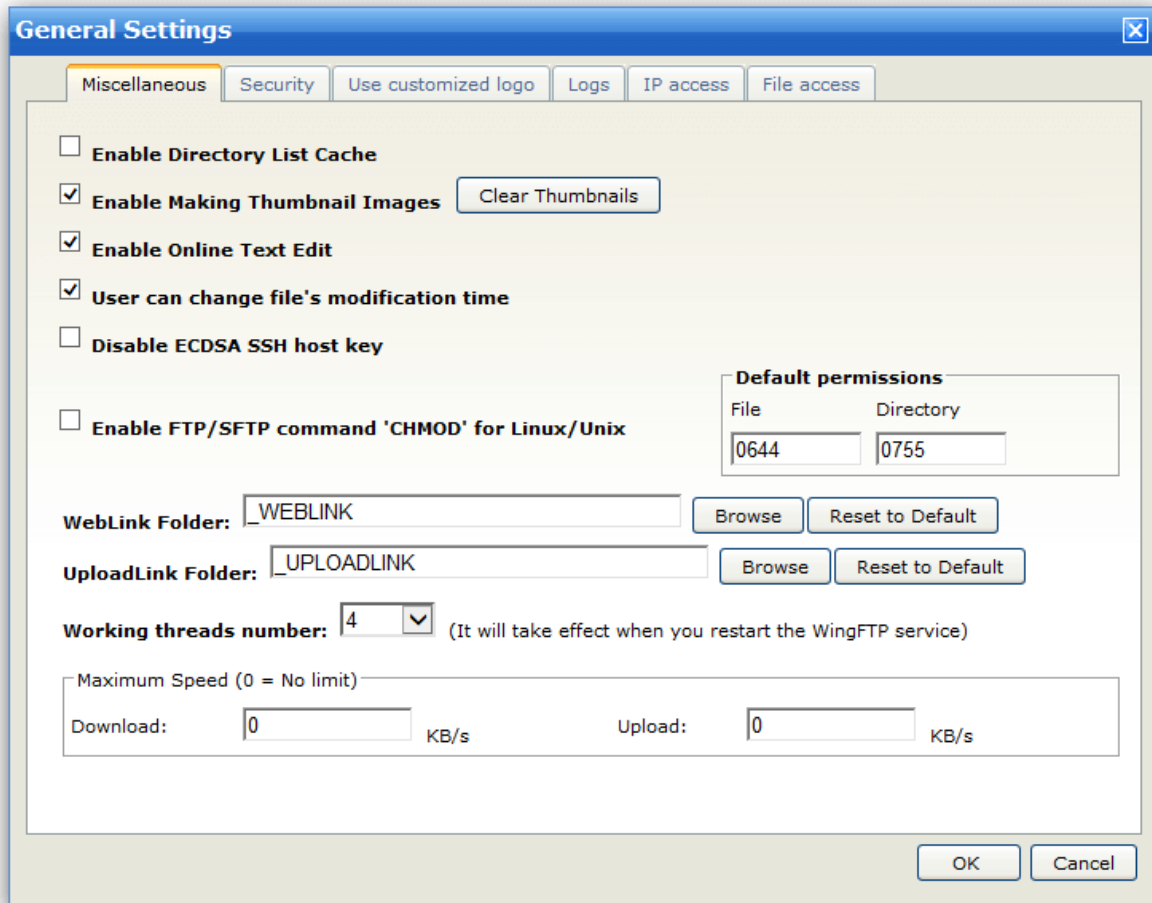 General Settings
Miscellaneous Security Use customized logo Logs IP access File access
Enable Directory List Cache
Enable Making Thumbnail Images Clear Thumbnails
Enable Online Text Edit
User can change file's modification time
Disable ECDSA SSH host key
Default permissions
File Directory
Enable FTP/SFTP command 'CHMOD' for Linux/Unix
0644 0755
WebLink Folder: _WEBLINK Browse Reset to Default
UploadLink Folder: _UPLOADLINK Browse Reset to Default
Working threads number: 4 (It will take effect when you restart the WingFTP service)
Maximum Speed (0 = No limit)
Download: 0 KB/s Upload: 0 KB/s
OK Cancel